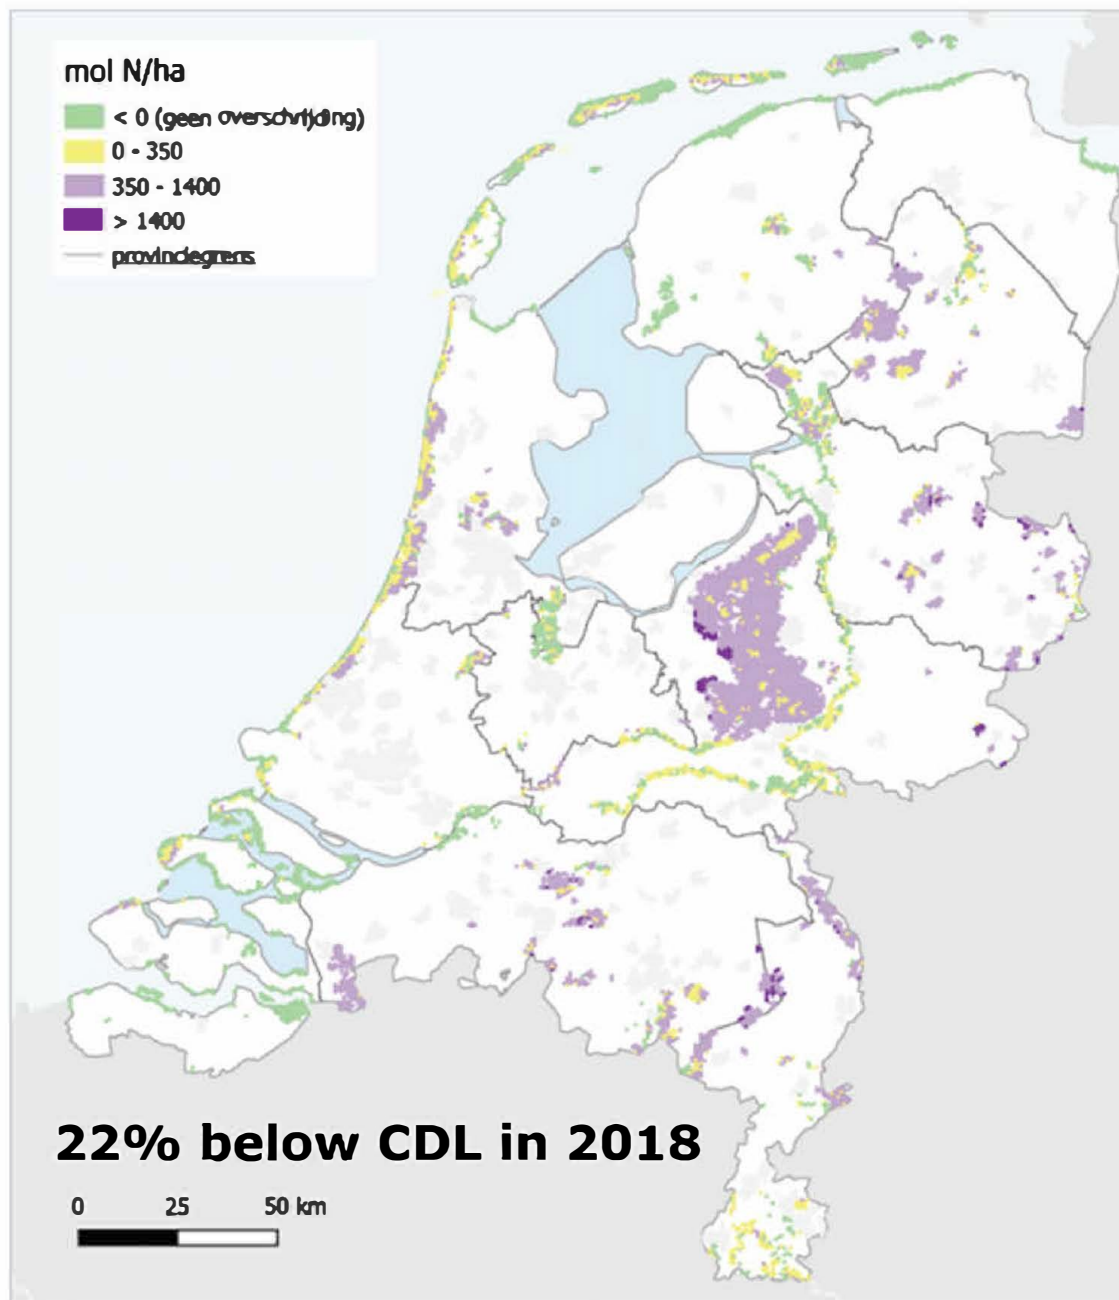 mol N/ha
< 0 (geen overschrijding)
0 - 350
350 - 1400
> 1400
provinciegrens
22% below CDL in 2018
0 25 50 km